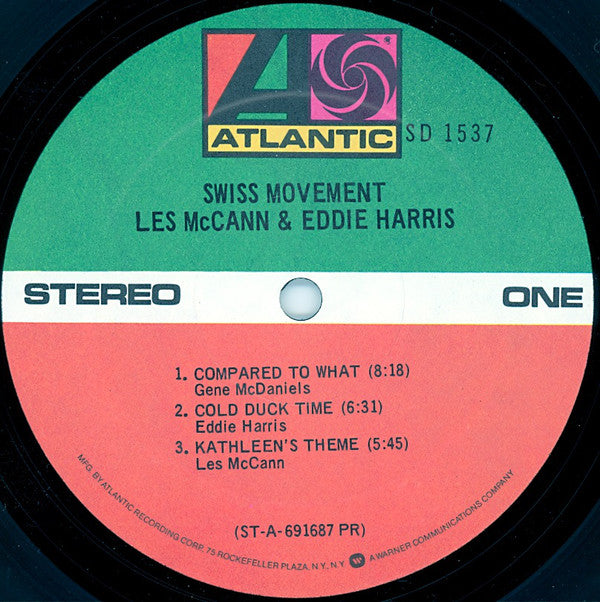 ATLANTIC
®
SD 1537
SWISS MOVEMENT
LES McCANN & EDDIE HARRIS
STEREO
ONE
1. COMPARED TO WHAT (8:18)
Gene McDaniels
2. COLD DUCK TIME (6:31)
Eddie Harris
3. KATHLEEN'S THEME (5:45)
Les McCann
(ST-A-691687 PR)
MFG. BY ATLANTIC RECORDING CORP. 75 ROCKEFELLER PLAZA, N.Y., N.Y. A WARNER COMMUNICATIONS COMPANY